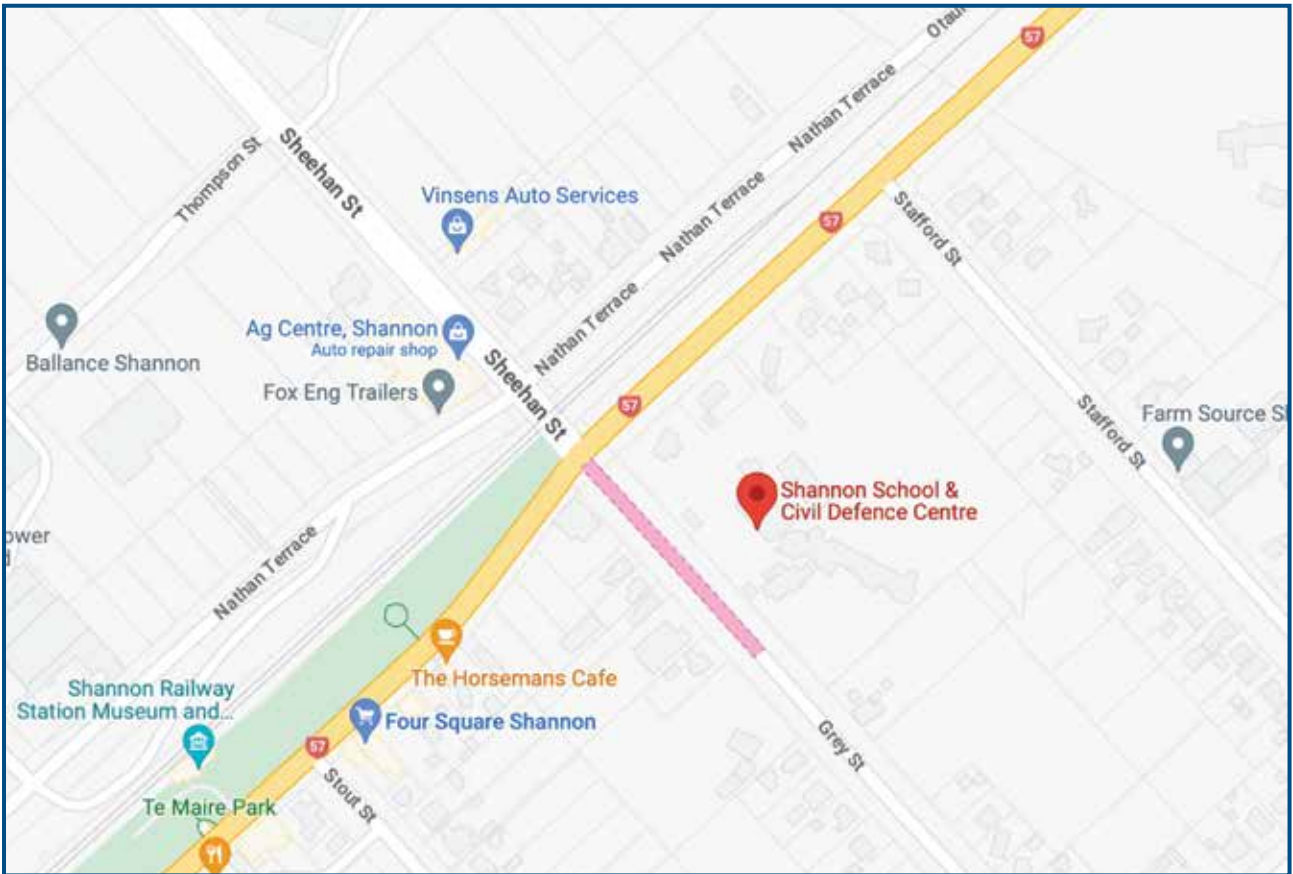 Otau
57
Nathan Terrace
Sheehan St
Thompson St
Vinsens Auto Services
Nathan Terrace
Stafford St
57
Ag Centre, Shannon
Auto repair shop
Nathan Terrace
Ballance Shannon
Fox Eng Trailers
Sheehan St
57
Stafford St
Farm Source S
Shannon School &
Civil Defence Centre
ower
Nathan Terrace
The Horsemans Cafe
Shannon Railway
Station Museum and...
Four Square Shannon
57
Grey St
Stout St
Te Maire Park